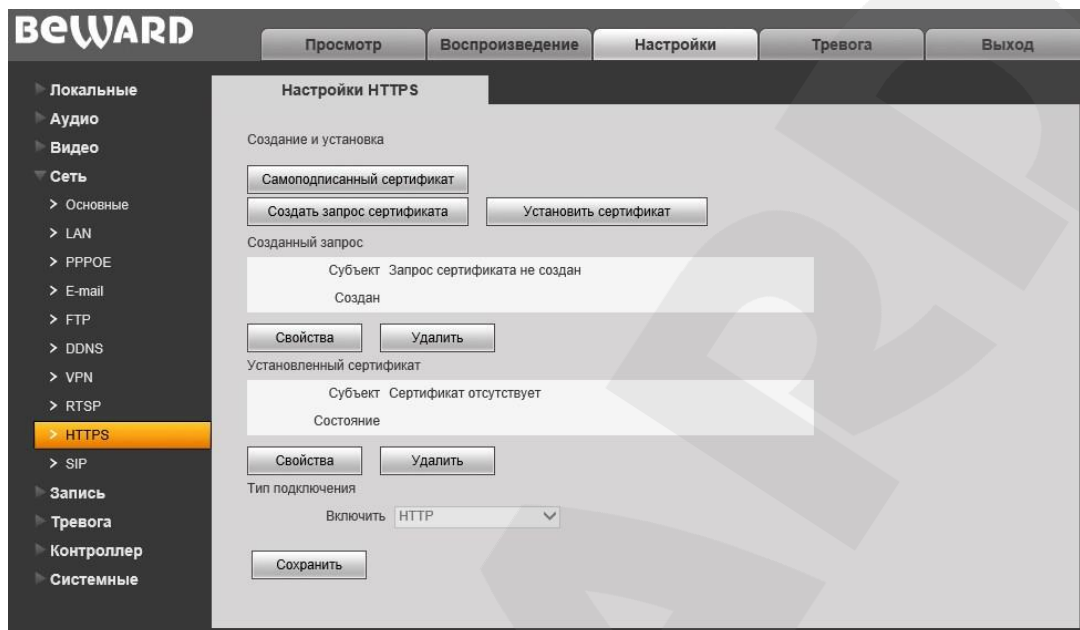 BEWARD
Просмотр Воспроизведение Настройки Тревога Выход
Локальные
Аудио
Видео
Сеть
> Основные
> LAN
> PPPOE
> E-mail
> FTP
> DDNS
> VPN
> RTSP
> HTTPS
> SIP
Запись
Тревога
Контроллер
Системные
Настройки HTTPS
Создание и установка
Самоподписанный сертификат
Создать запрос сертификата Установить сертификат
Созданный запрос
Субъект Запрос сертификата не создан
Создан
Свойства Удалить
Установленный сертификат
Субъект Сертификат отсутствует
Состояние
Свойства Удалить
Тип подключения
Включить HTTP
Сохранить